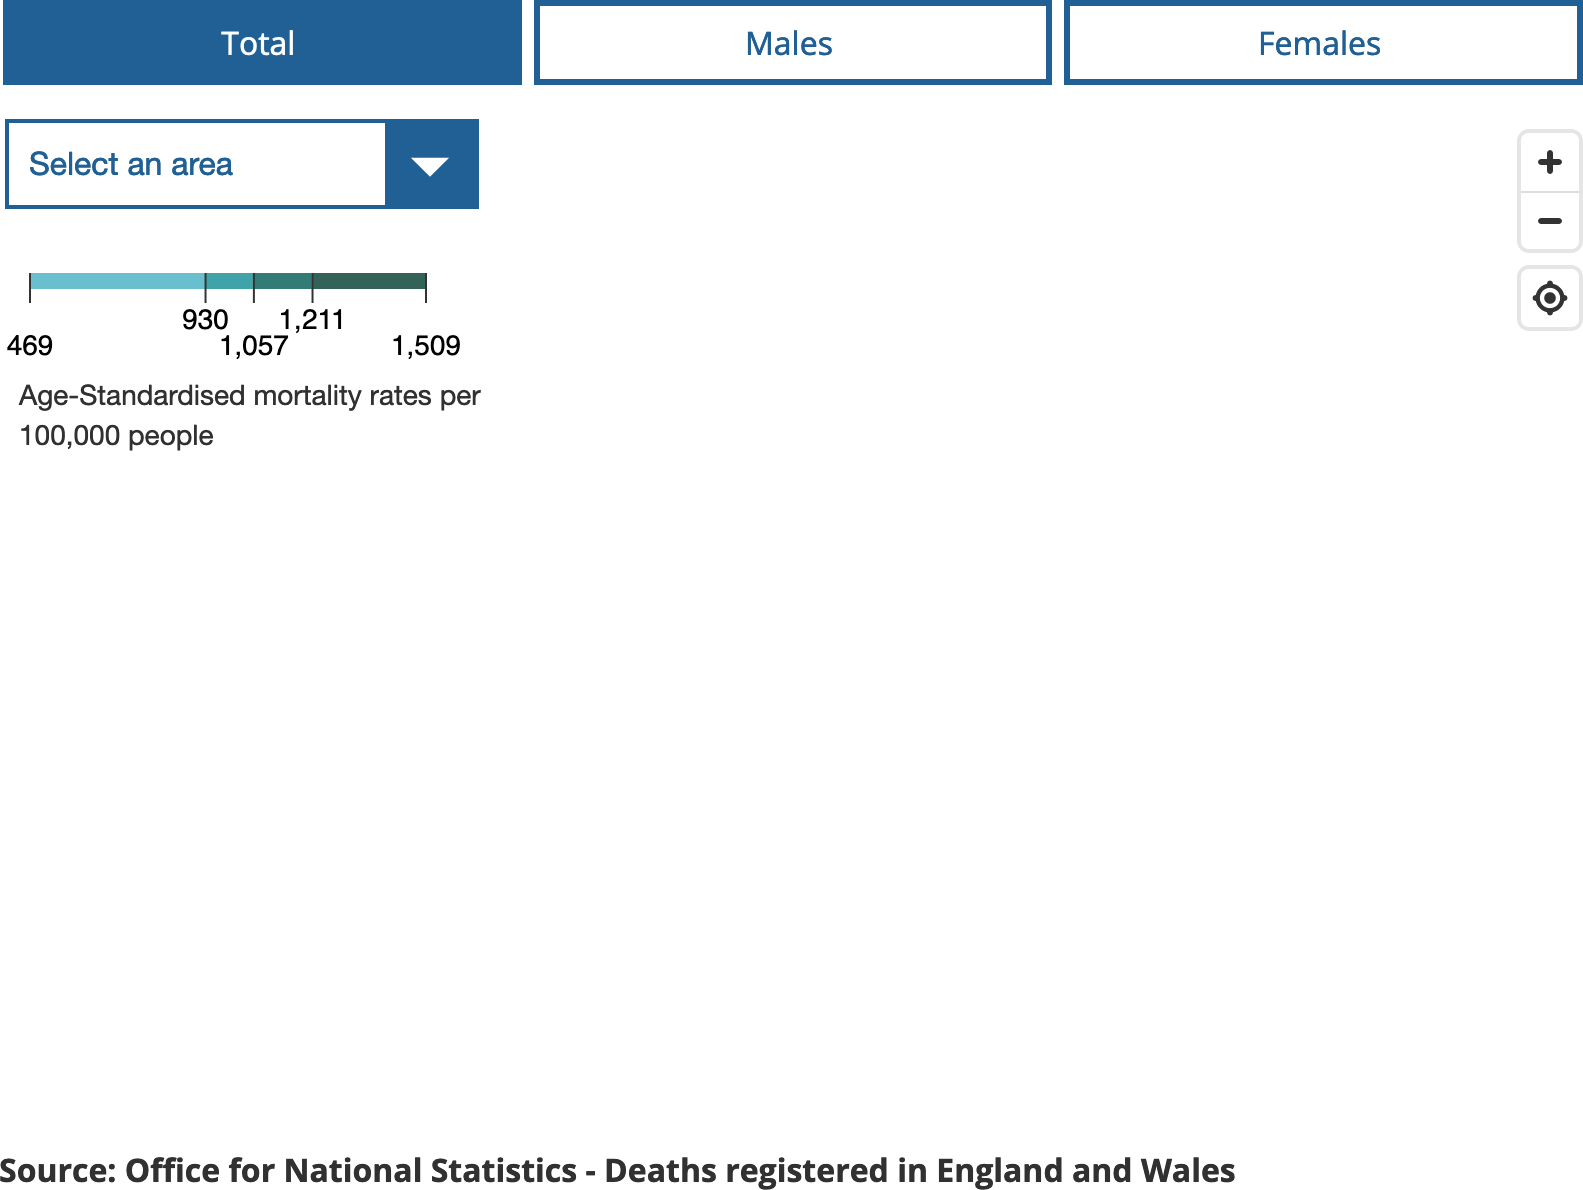 Total
Males
Females
Select an area
930
1,211
469
1,057
1,509
Age-Standardised mortality rates per
100,000 people
Source: Office for National Statistics - Deaths registered in England and Wales